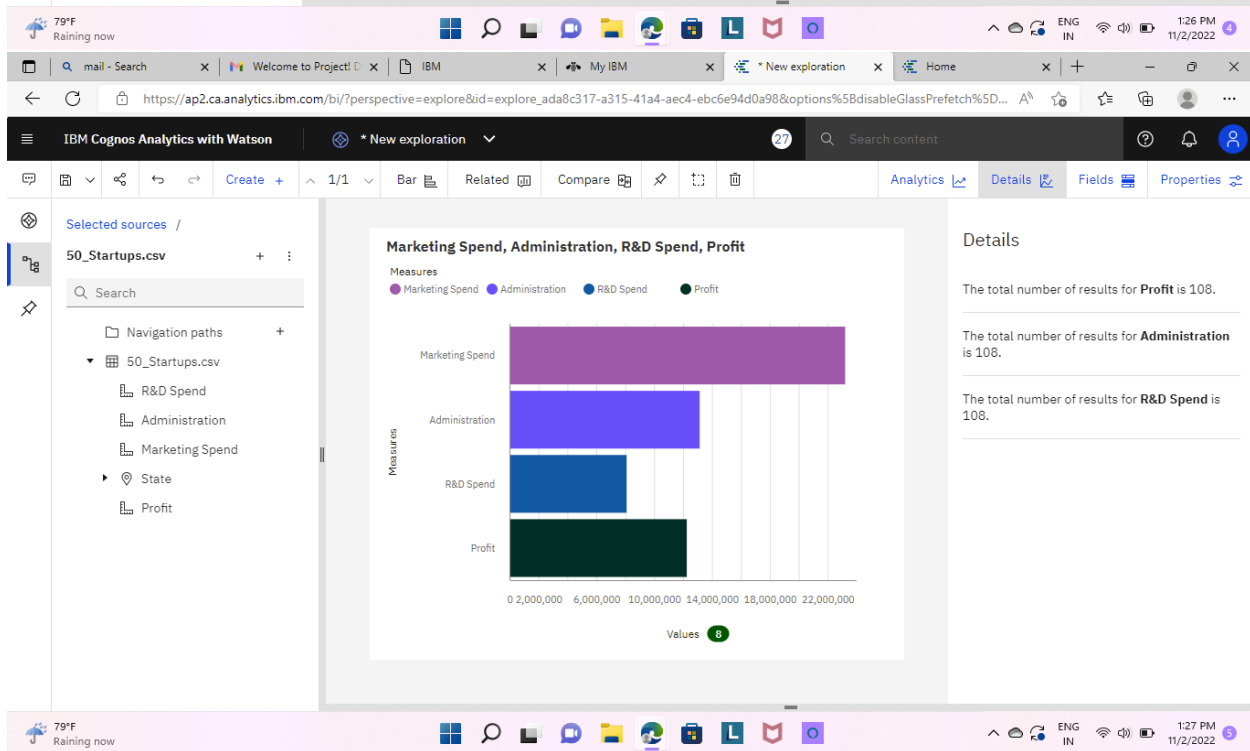 79°F
Raining now
L
ENG
IN
1:26 PM
11/2/2022
4
mail - Search
Welcome to Project! D
IBM
My IBM
* New exploration
Home
https://ap2.ca.analytics.ibm.com/bi/?perspective=explore&id=explore_ada8c317-a315-41a4-aec4-ebc6e94d0a98&options%5BdisableGlassPrefetch%5D...
IBM Cognos Analytics with Watson
* New exploration
27
Search content
Create +
1/1
Bar
Related
Compare
Analytics
Details
Fields
Properties
Selected sources /
50_Startups.csv
Search
Navigation paths
50_Startups.csv
R&D Spend
Administration
Marketing Spend
State
Profit
Marketing Spend, Administration, R&D Spend, Profit
Measures
Marketing Spend Administration R&D Spend Profit
Measures
Marketing Spend
Administration
R&D Spend
Profit
0 2,000,000 6,000,000 10,000,000 14,000,000 18,000,000 22,000,000
Values 8
Details
The total number of results for Profit is 108.
The total number of results for Administration
is 108.
The total number of results for R&D Spend is
108.
79°F
Raining now
L
ENG
IN
1:27 PM
11/2/2022
5